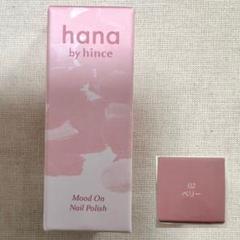 hana
by hince
Mood On
Nail Polish
02
ベリー